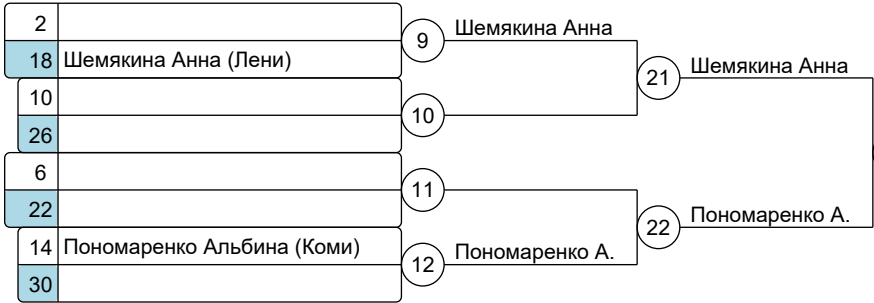 2
18 Шемякина Анна (Лени)
9
Шемякина Анна
10
26
10
21
Шемякина Анна
6
22
11
14 Пономаренко Альбина (Коми)
30
12
Пономаренко А.
22
Пономаренко А.